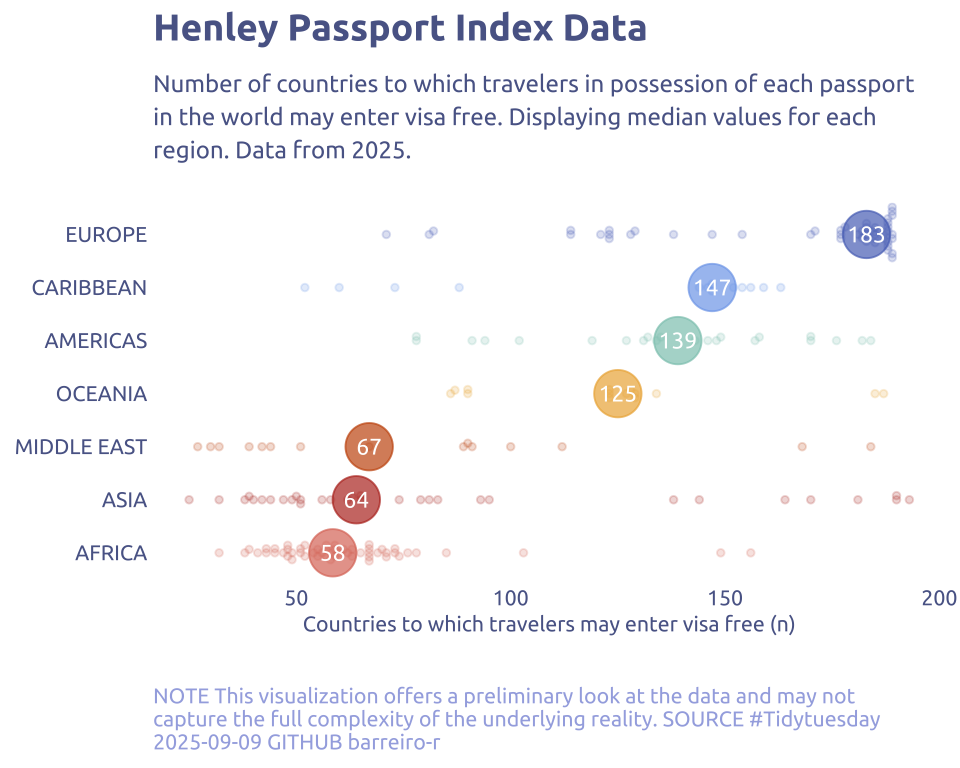 Henley Passport Index Data
Number of countries to which travelers in possession of each passport
in the world may enter visa free. Displaying median values for each
region. Data from 2025.
EUROPE 183
CARIBBEAN 147
AMERICAS 139
OCEANIA 125
MIDDLE EAST 67
ASIA 64
AFRICA 58
50 100 150 200
Countries to which travelers may enter visa free (n)
NOTE This visualization offers a preliminary look at the data and may not
capture the full complexity of the underlying reality. SOURCE #Tidytuesday
2025-09-09 GITHUB barreiro-r